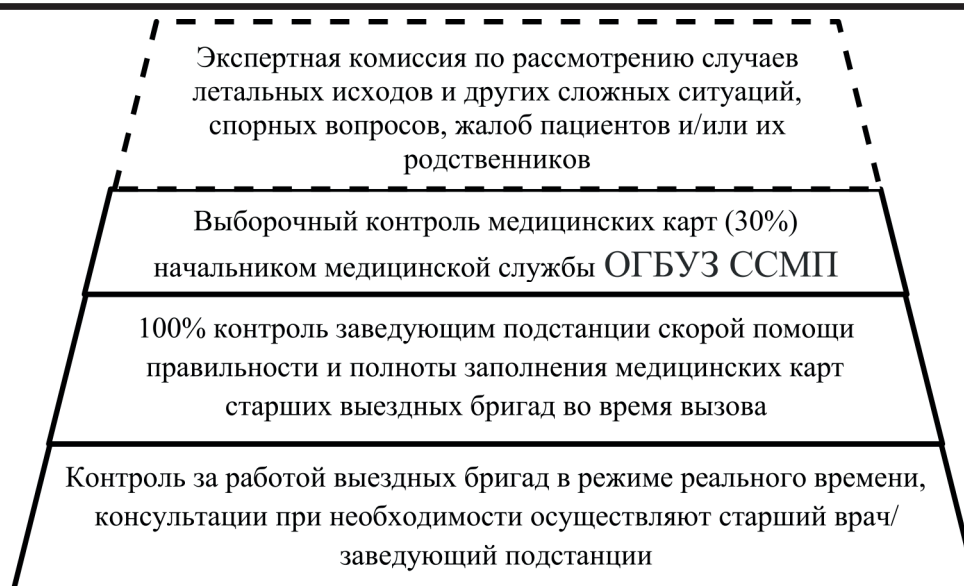 Экспертная комиссия по рассмотрению случаев
летальных исходов и других сложных ситуаций,
спорных вопросов, жалоб пациентов и/или их
родственников
Выборочный контроль медицинских карт (30%)
начальником медицинской службы ОГБУЗ ССМП
100% контроль заведующим подстанции скорой помощи
правильности и полноты заполнения медицинских карт
старших выездных бригад во время вызова
Контроль за работой выездных бригад в режиме реального времени,
консультации при необходимости осуществляют старший врач/
заведующий подстанции